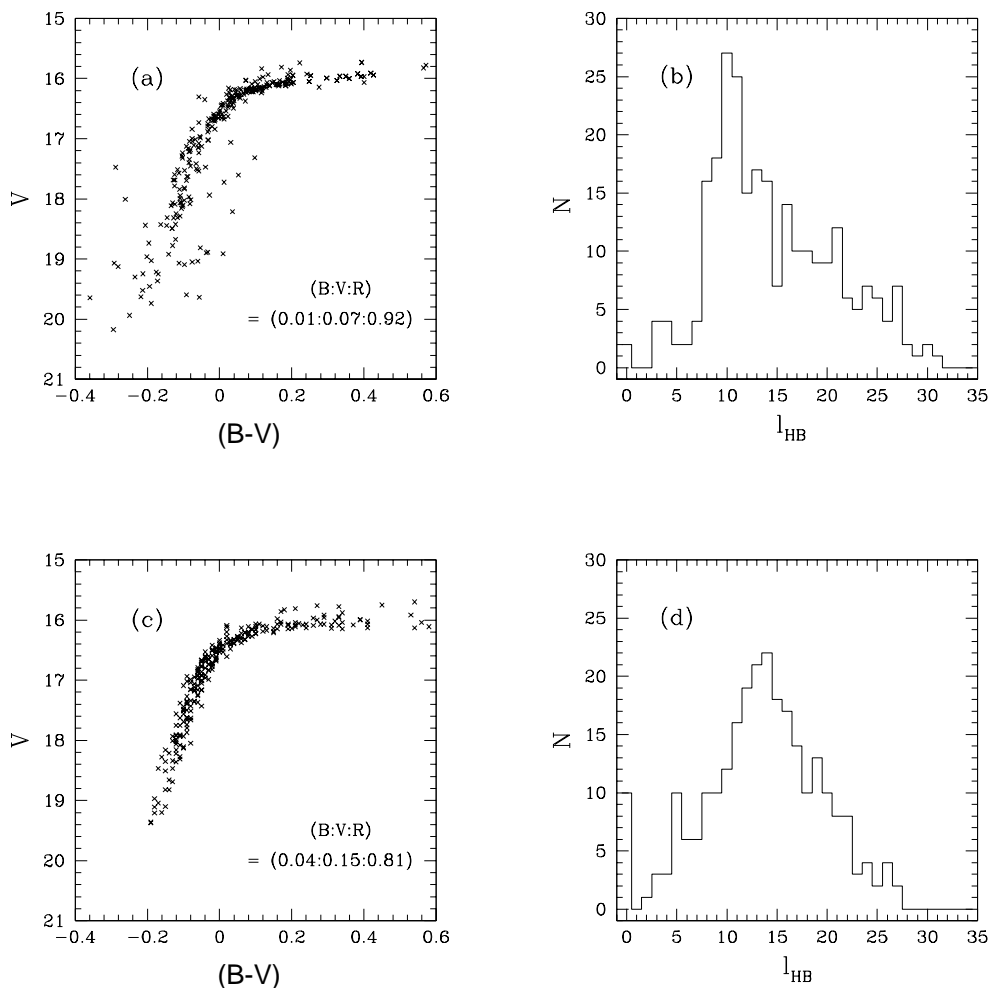 15
16
17
18
19
20
21
V
(a)
(B:V:R)
= (0.01:0.07:0.92)
−0.4 −0.2 0 0.2 0.4 0.6
(B-V)
30
25
20
15
10
5
0
N
(b)
0 5 10 15 20 25 30 35
l_HB
15
16
17
18
19
20
21
V
(c)
(B:V:R)
= (0.04:0.15:0.81)
−0.4 −0.2 0 0.2 0.4 0.6
(B-V)
30
25
20
15
10
5
0
N
(d)
0 5 10 15 20 25 30 35
l_HB